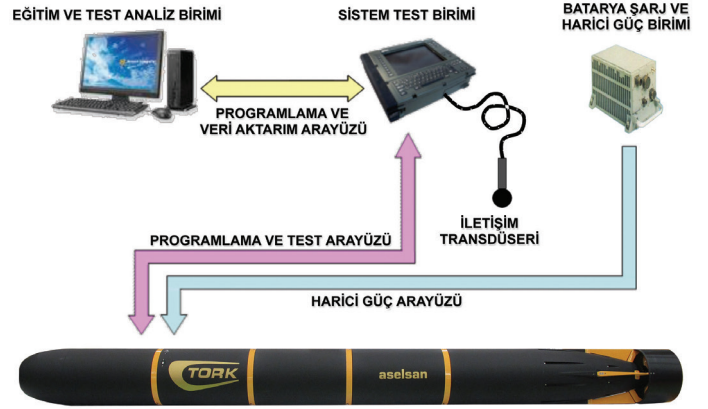 EĞİTİM VE TEST ANALİZ BİRİMİ
SİSTEM TEST BİRİMİ
BATARYA ŞARJ VE
HARİCİ GÜÇ BİRİMİ
PROGRAMLAMA VE
VERİ AKTARIM ARAYÜZÜ
İLETİŞİM
TRANSDÜSERİ
PROGRAMLAMA VE TEST ARAYÜZÜ
HARİCİ GÜÇ ARAYÜZÜ
TORK
aselsan